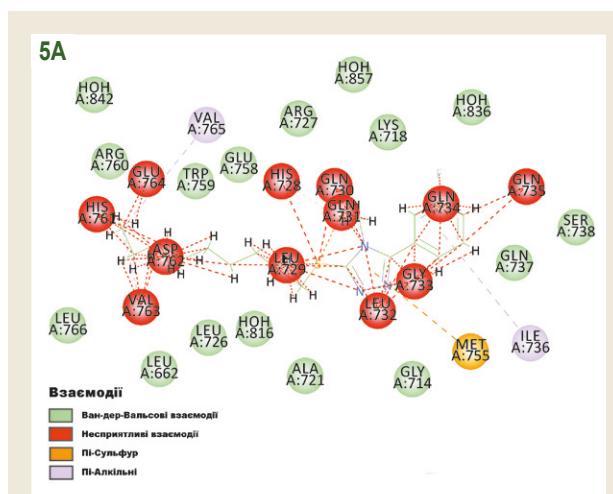 5A
HOH
A:857
HOH
A:842
VAL
A:765
ARG
A:727
HOH
A:836
LYS
A:718
ARG
A:760
GLU
A:764
TRP
A:759
GLU
A:758
HIS
A:728
GLN
A:730
GLN
A:731
GLN
A:734
GLN
A:735
HIS
A:761
SER
A:738
ASP
A:762
LEU
A:729
GLN
A:737
GLY
A:733
VAL
A:763
LEU
A:732
LEU
A:766
LEU
A:726
HOH
A:816
MET
A:755
ILE
A:736
LEU
A:662
ALA
A:721
GLY
A:714
Взаємодії
Ван-дер-Вальсові взаємодії
Несприятливі взаємодії
Пі-Сульфур
Пі-Алкільні